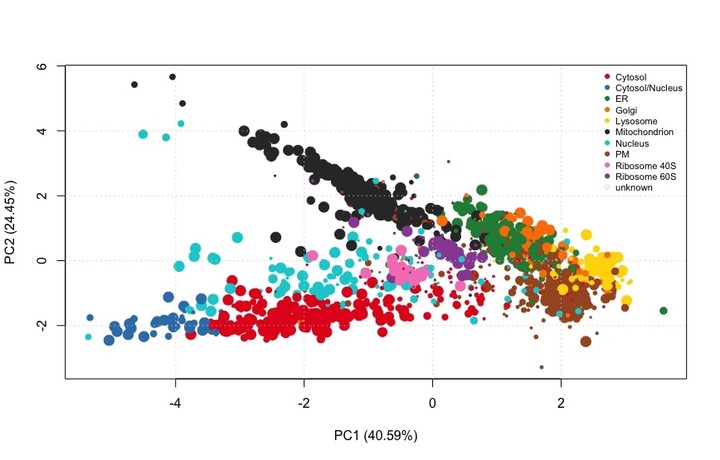 6
4
2
0
-2
PC2 (24.45%)
Cytosol
Cytosol/Nucleus
ER
Golgi
Lysosome
Mitochondrion
Nucleus
PM
Ribosome 40S
Ribosome 60S
unknown
-4
-2
0
2
PC1 (40.59%)